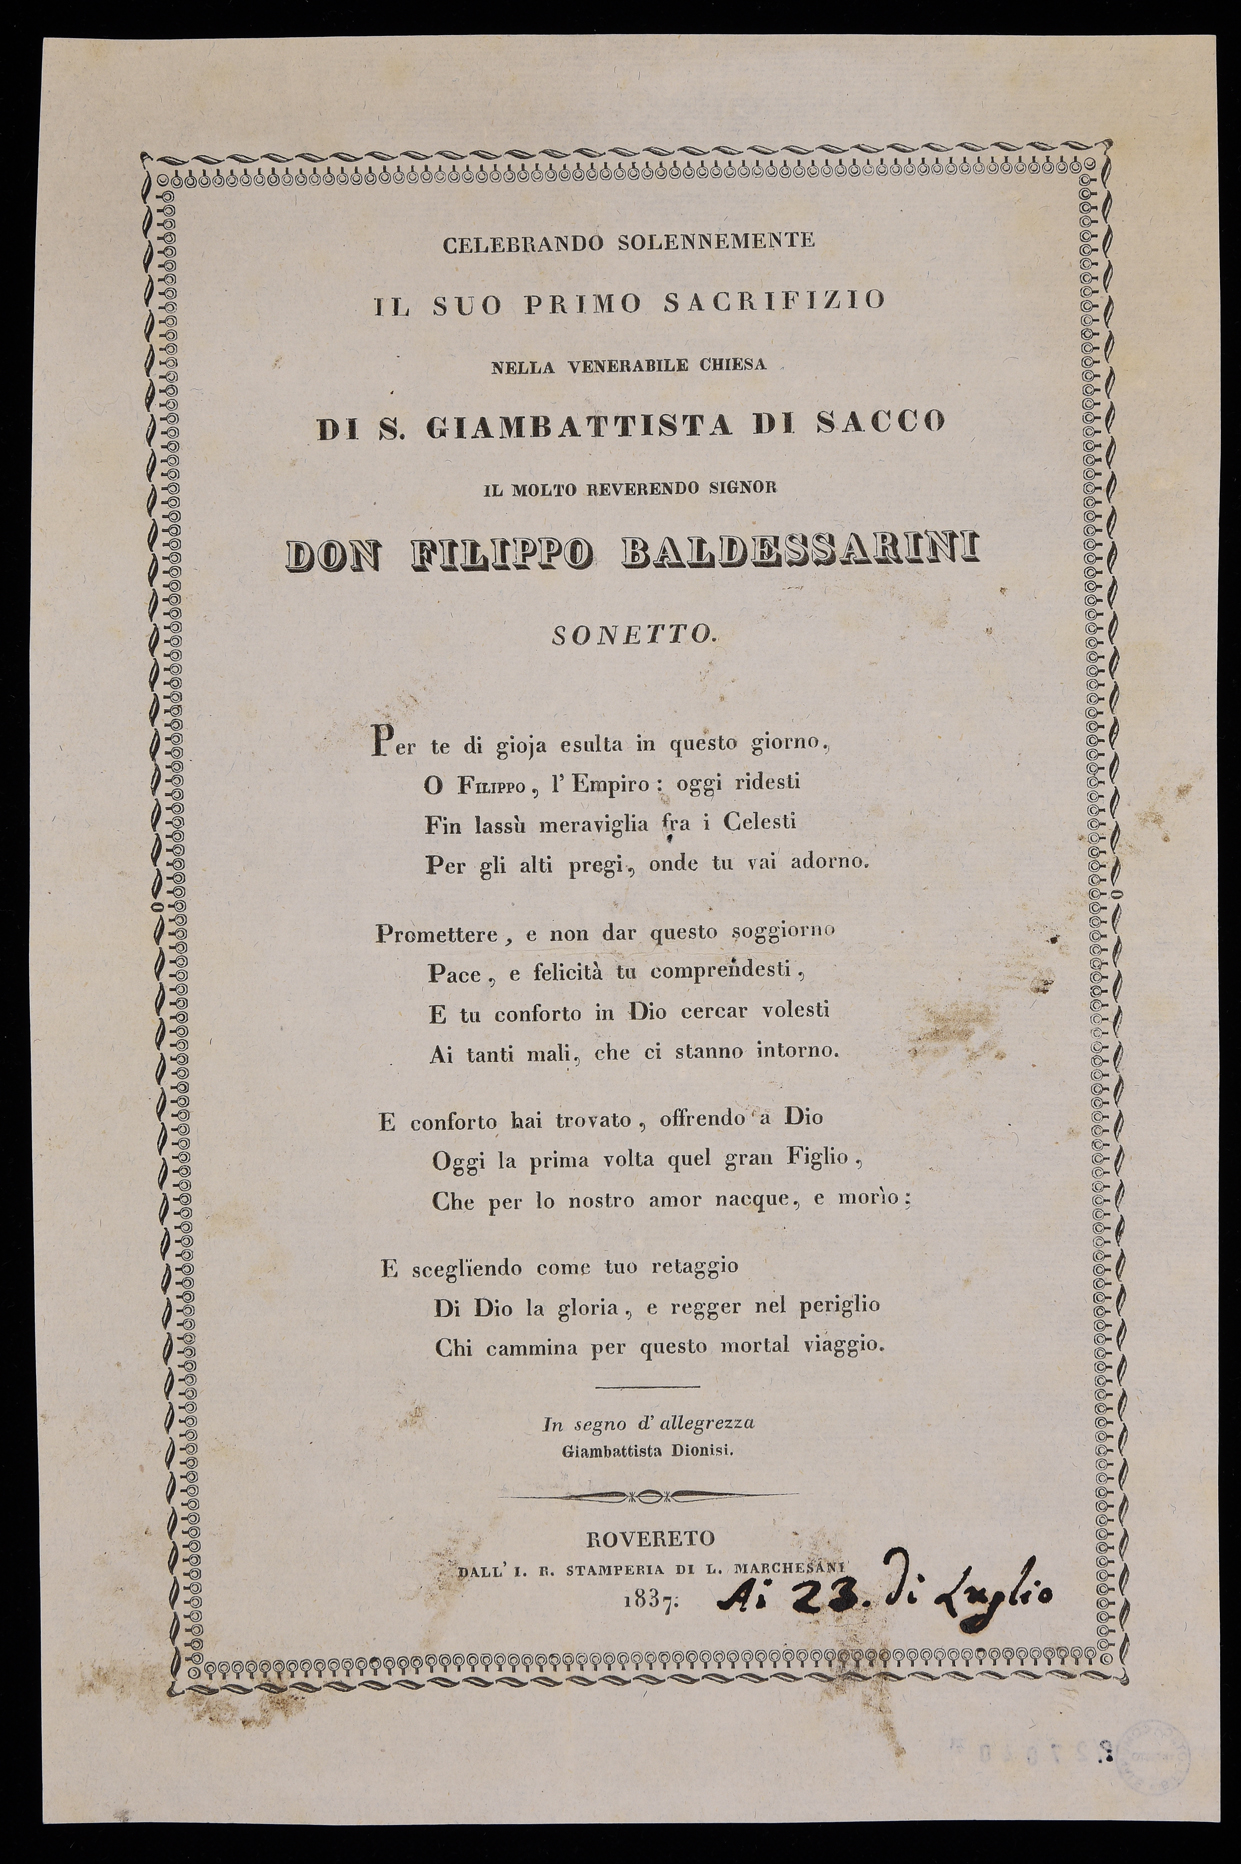 CELEBRANDO SOLENNEMENTE
IL SUO PRIMO SACRIFIZIO
NELLA VENERABILE CHIESA
DI S. GIAMBATTISTA DI SACCO
IL MOLTO REVERENDO SIGNOR
DON FILIPPO BALDESSARINI
SONETTO.
Per te di gioja esulta in questo giorno,
O FILIPPO, l' Empiro: oggi ridesti
Fin lassù meraviglia fra i Celesti
Per gli alti pregi, onde tu vai adorno.
Promettere, e non dar questo soggiorno
Pace, e felicità tu comprendesti,
E tu conforto in Dio cercar volesti
Ai tanti mali, che ci stanno intorno.
E conforto hai trovato, offrendo a Dio
Oggi la prima volta quel gran Figlio,
Che per lo nostro amor nacque, e morìo:
E sceglïendo come tuo retaggio
Di Dio la gloria, e regger nel periglio
Chi cammina per questo mortal viaggio.
In segno d' allegrezza
Giambattista Dionisi.
ROVERETO
DALL' I. R. STAMPERIA DI L. MARCHESANI
1837. Ai 23. di Luglio